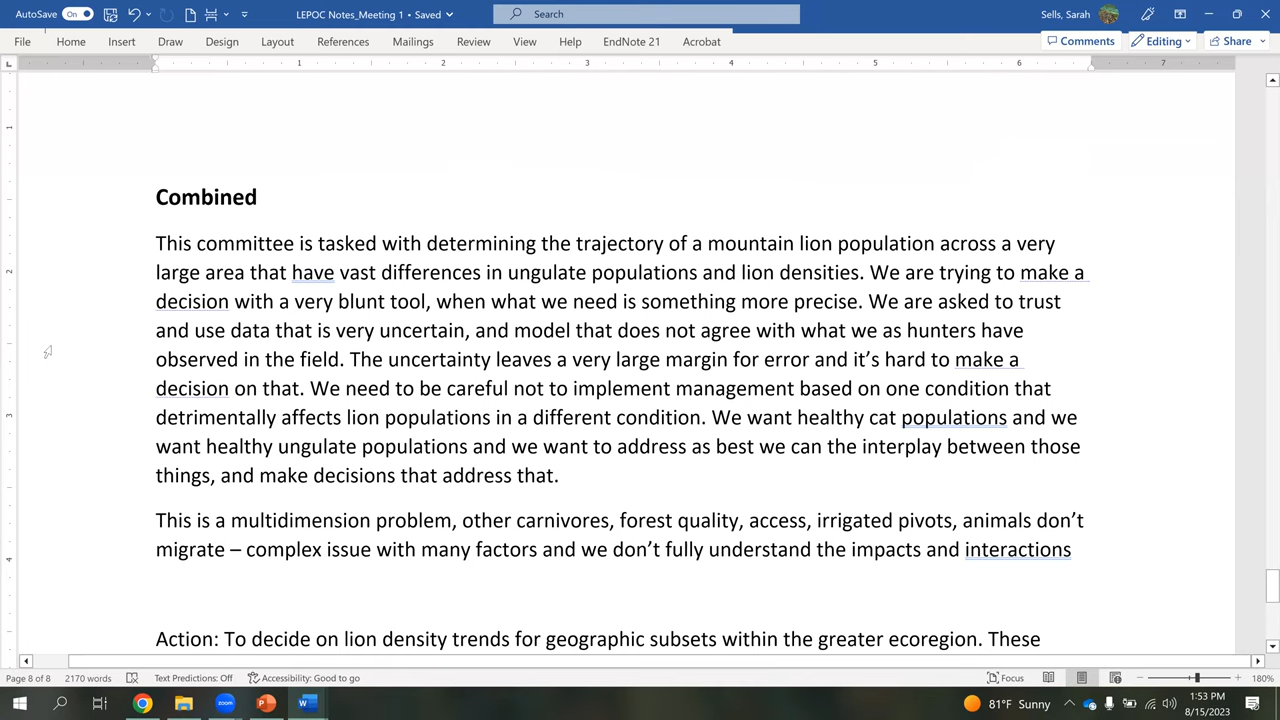 AutoSave On LEPOC Notes_Meeting 1 • Saved Search Sells, Sarah
File Home Insert Draw Design Layout References Mailings Review View Help EndNote 21 Acrobat Comments Editing Share
1 2 3 4 5 6 7
1
Combined
This committee is tasked with determining the trajectory of a mountain lion population across a very
2
large area that have vast differences in ungulate populations and lion densities. We are trying to make a
decision with a very blunt tool, when what we need is something more precise. We are asked to trust
and use data that is very uncertain, and model that does not agree with what we as hunters have
observed in the field. The uncertainty leaves a very large margin for error and it's hard to make a
decision on that. We need to be careful not to implement management based on one condition that
3
detrimentally affects lion populations in a different condition. We want healthy cat populations and we
want healthy ungulate populations and we want to address as best we can the interplay between those
things, and make decisions that address that.
This is a multidimension problem, other carnivores, forest quality, access, irrigated pivots, animals don't
migrate – complex issue with many factors and we don't fully understand the impacts and interactions
4
Action: To decide on lion density trends for geographic subsets within the greater ecoregion. These
Page 8 of 8 2170 words Text Predictions: Off Accessibility: Good to go Focus 180%
zoom 81°F Sunny 1:53 PM
8/15/2023